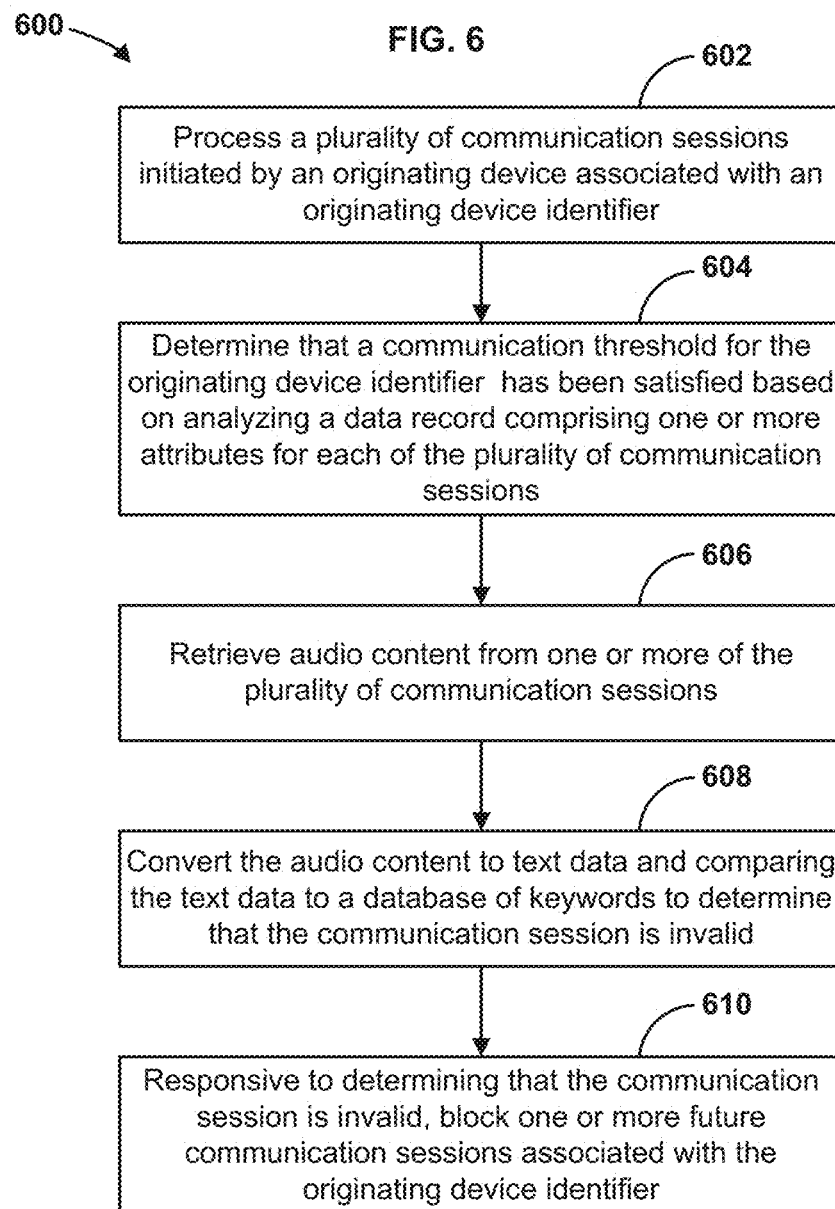 600
FIG. 6
602
Process a plurality of communication sessions
initiated by an originating device associated with an
originating device identifier
604
Determine that a communication threshold for the
originating device identifier has been satisfied based
on analyzing a data record comprising one or more
attributes for each of the plurality of communication
sessions
606
Retrieve audio content from one or more of the
plurality of communication sessions
608
Convert the audio content to text data and comparing
the text data to a database of keywords to determine
that the communication session is invalid
610
Responsive to determining that the communication
session is invalid, block one or more future
communication sessions associated with the
originating device identifier